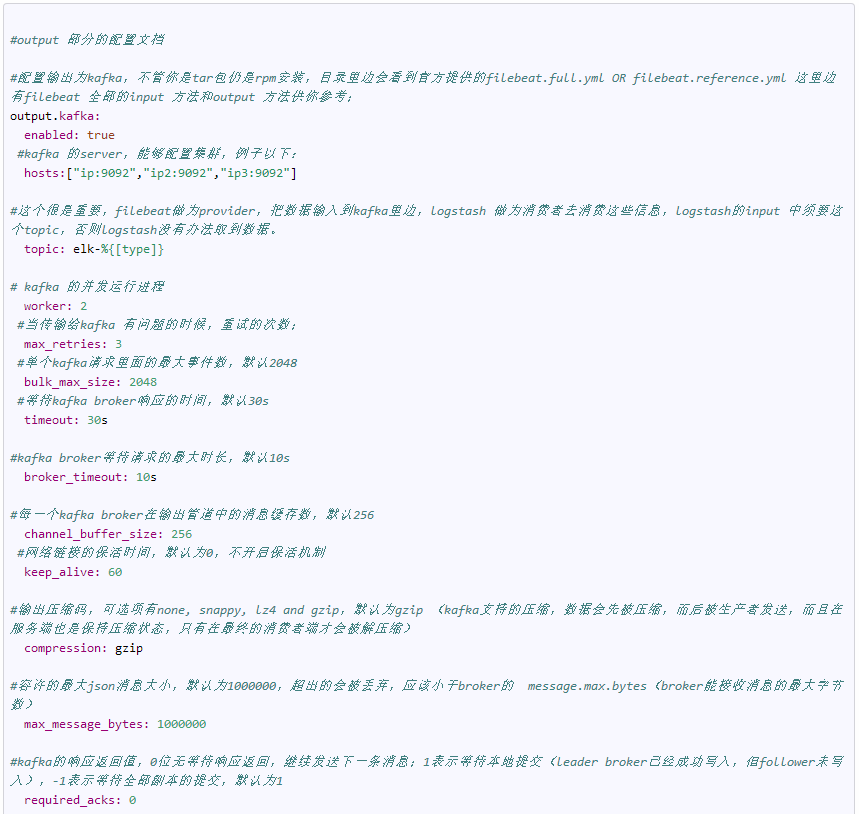 #output 部分的配置文档
#配置输出为kafka，不管你是tar包仍是rpm安装，目录里边会看到官方提供的filebeat.full.yml OR filebeat.reference.yml 这里边
有filebeat 全部的input 方法和output 方法供你参考；
output.kafka:
enabled: true
#kafka 的server，能够配置集群，例子以下：
hosts:["ip:9092","ip2:9092","ip3:9092"]
#这个很是重要，filebeat做为provider，把数据输入到kafka里边，logstash 做为消费者去消费这些信息，logstash的input 中须要这
个topic，否则logstash没有办法取到数据。
topic: elk-%{[type]}
# kafka 的并发运行进程
worker: 2
#当传输给kafka 有问题的时候，重试的次数；
max_retries: 3
#单个kafka请求里面的最大事件数，默认2048
bulk_max_size: 2048
#等待kafka broker响应的时间，默认30s
timeout: 30s
#kafka broker等待请求的最大时长，默认10s
broker_timeout: 10s
#每一个kafka broker在输出管道中的消息缓存数，默认256
channel_buffer_size: 256
#网络链接的保活时间，默认为0，不开启保活机制
keep_alive: 60
#输出压缩码，可选项有none, snappy, lz4 and gzip，默认为gzip （kafka支持的压缩，数据会先被压缩，而后被生产者发送，而且在
服务端也是保持压缩状态，只有在最终的消费者端才会被解压缩）
compression: gzip
#容许的最大json消息大小，默认为1000000，超出的会被丢弃，应该小于broker的  message.max.bytes（broker能接收消息的最大字节
数）
max_message_bytes: 1000000
#kafka的响应返回值，0位无等待响应返回，继续发送下一条消息；1表示等待本地提交（leader broker已经成功写入，但follower未写
入），-1表示等待全部副本的提交，默认为1
required_acks: 0